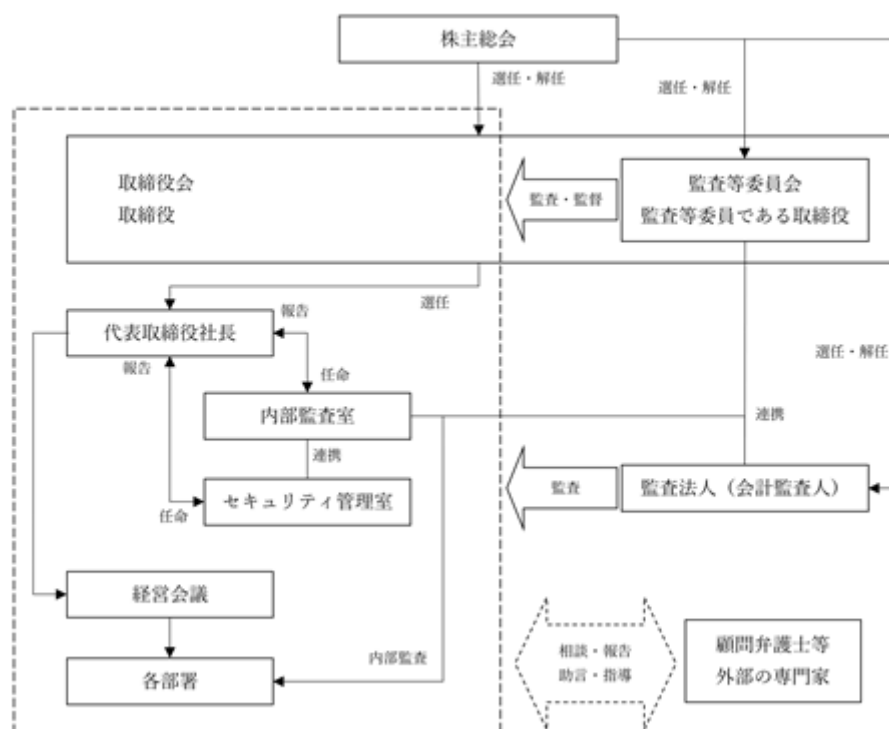 株主総会
選任・解任
選任・解任
取締役会
取締役
監査・監督
監査等委員会
監査等委員である取締役
選任
代表取締役社長
報告
報告
任命
選任・解任
内部監査室
連携
連携
セキュリティ管理室
任命
監査
監査法人（会計監査人）
経営会議
各部署
内部監査
相談・報告
助言・指導
顧問弁護士等
外部の専門家